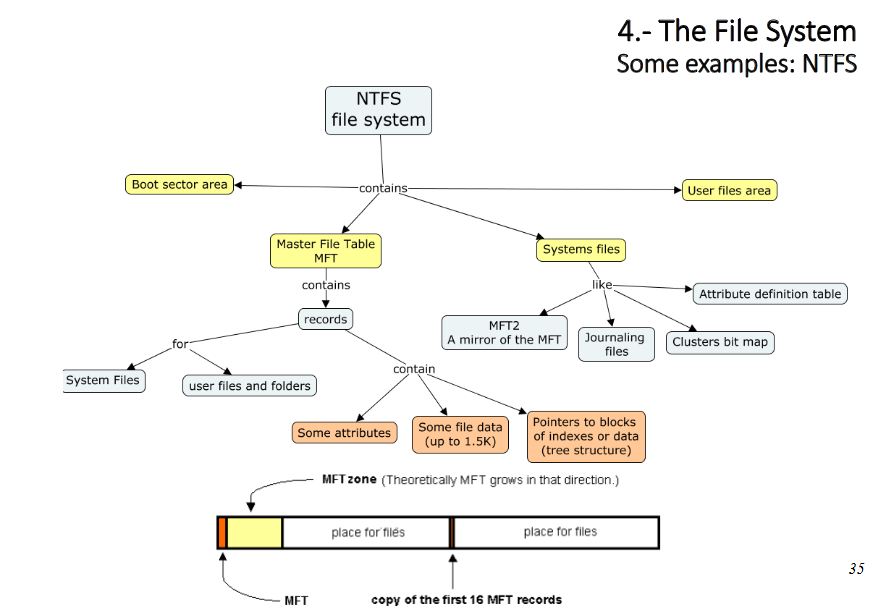 4.- The File System
Some examples: NTFS
NTFS
file system
Boot sector area
contains
User files area
Master File Table
MFT
Systems files
contains
like
Attribute definition table
records
MFT2
A mirror of the MFT
Journaling
files
Clusters bit map
for
contain
System Files
user files and folders
Some attributes
Some file data
(up to 1.5K)
Pointers to blocks
of indexes or data
(tree structure)
MFT zone (Theoretically MFT grows in that direction.)
place for files
place for files
35
MFT
copy of the first 16 MFT records